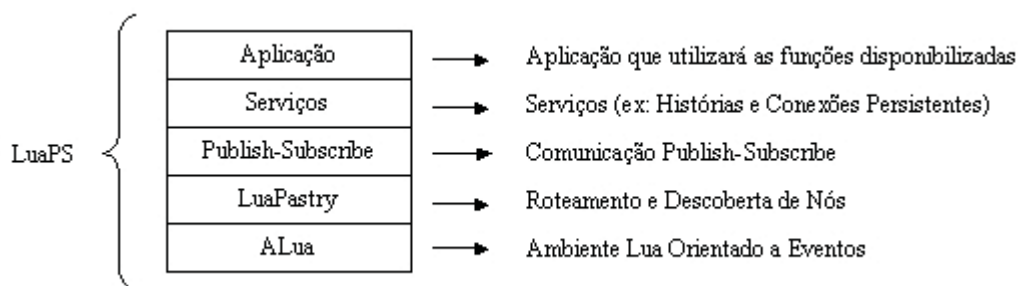 Aplicação Aplicação que utilizará as funções disponibilizadas
Serviços Serviços (ex: Histórias e Conexões Persistentes)
LuaPS Publish-Subscribe Comunicação Publish-Subscribe
LuaPastry Roteamento e Descoberta de Nós
ALua Ambiente Lua Orientado a Eventos